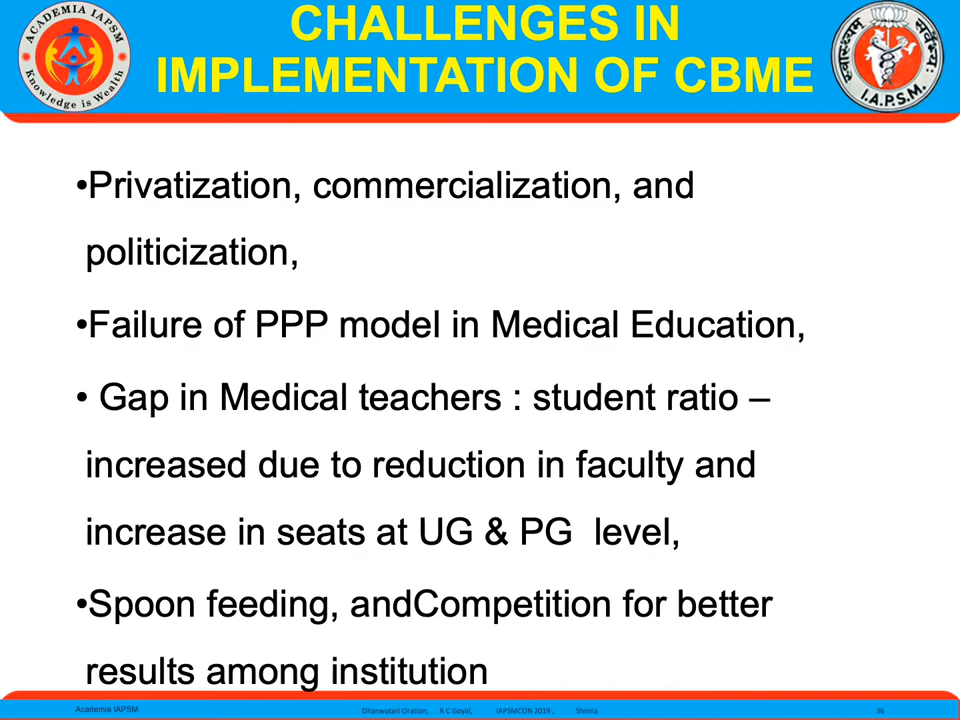 CHALLENGES IN
IMPLEMENTATION OF CBME
ACADEMIA IAPSM
Knowledge is Wealth
स्वास्थ्यम् सर्वस्वः
I.A.P.S.M.
•Privatization, commercialization, and
politicization,
•Failure of PPP model in Medical Education,
• Gap in Medical teachers : student ratio –
increased due to reduction in faculty and
increase in seats at UG & PG level,
•Spoon feeding, andCompetition for better
results among institution
Academia IAPSM
Dhanwatari Oration, R C Goyal, IAPSMCON 2019 , Shimla
36